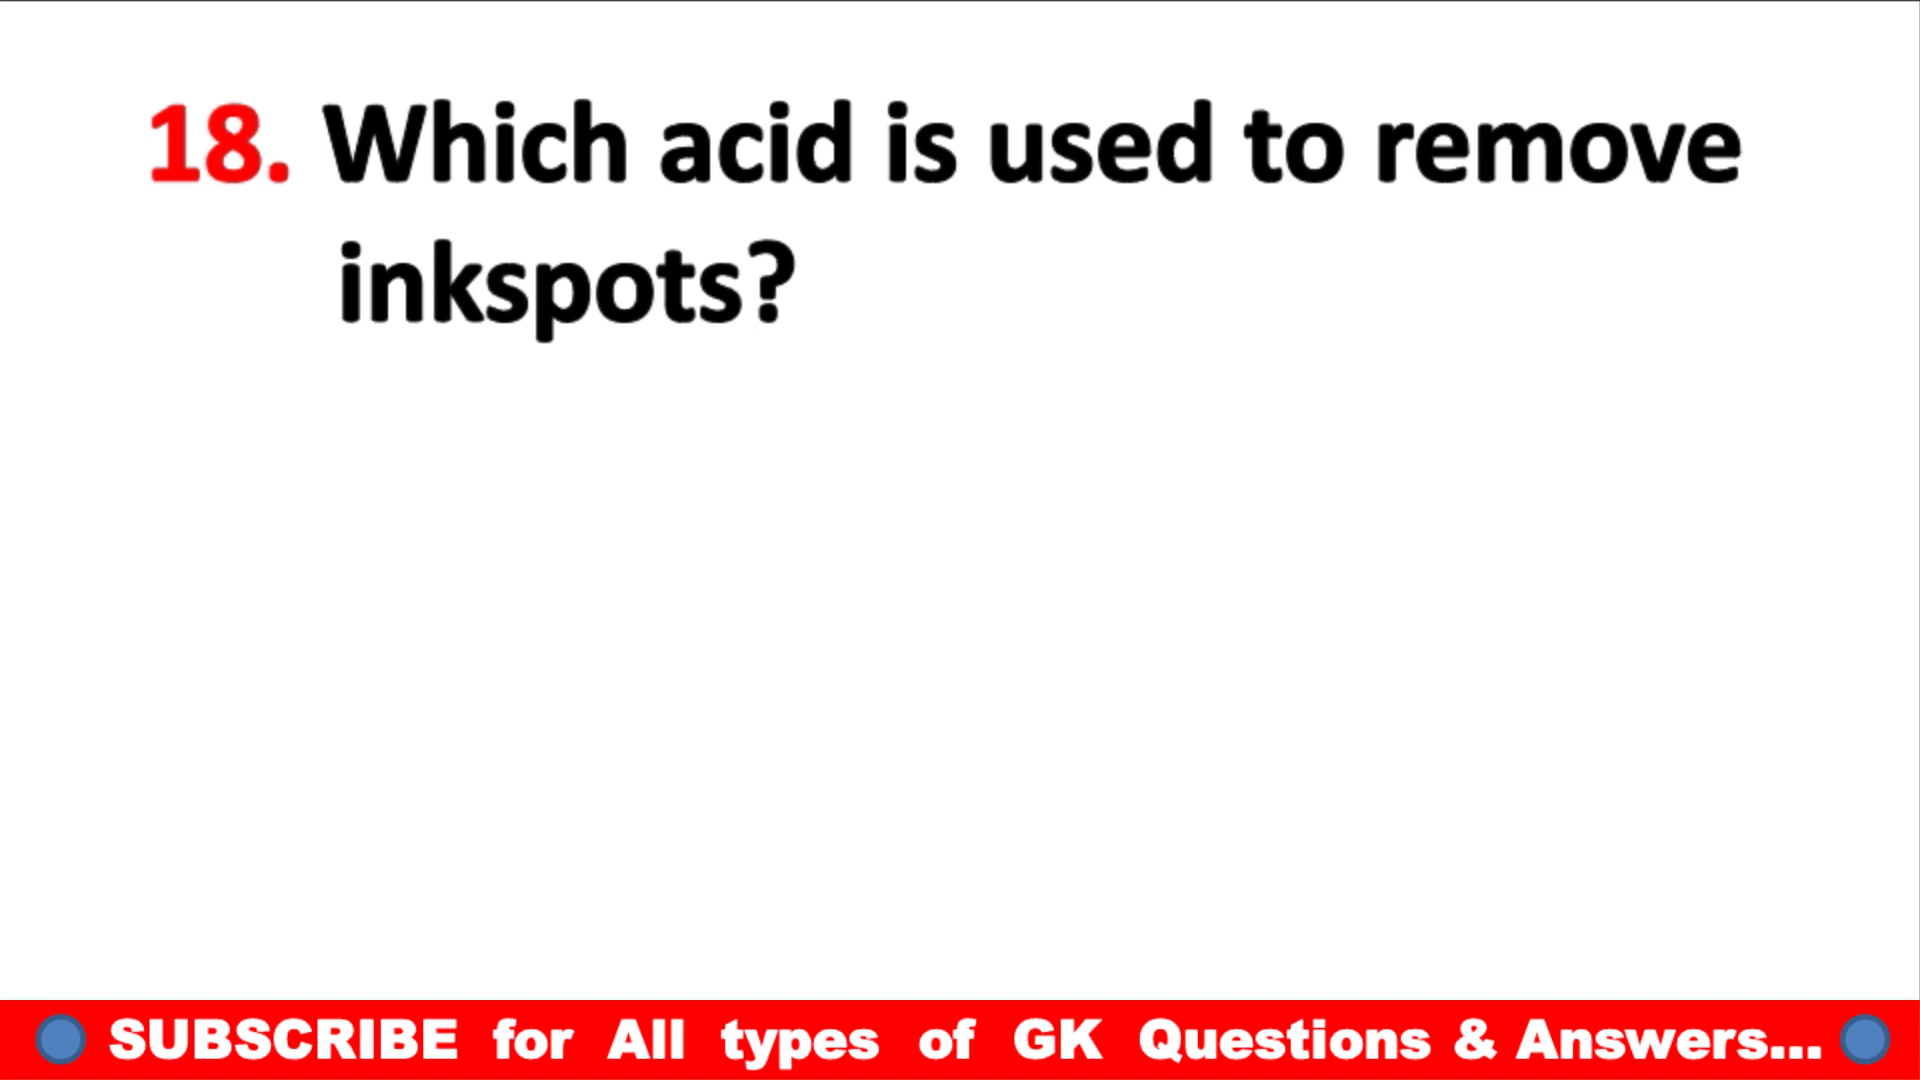 18. Which acid is used to remove
inkspots?
SUBSCRIBE for All types of GK Questions & Answers...